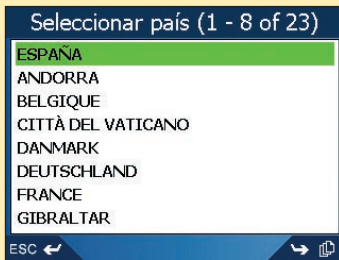 Seleccionar país (1 - 8 of 23)
ESPAÑA
ANDORRA
BELGIQUE
CITTÀ DEL VATICANO
DANMARK
DEUTSCHLAND
FRANCE
GIBRALTAR
ESC